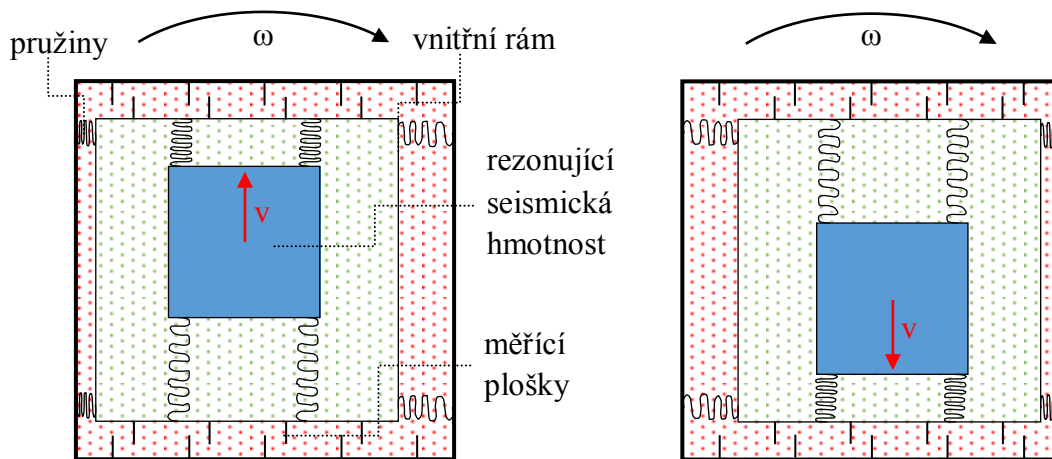 ω
ω
pružiny
vnitřní rám
v
rezonující
seismická
hmotnost
v
měřící
plošky